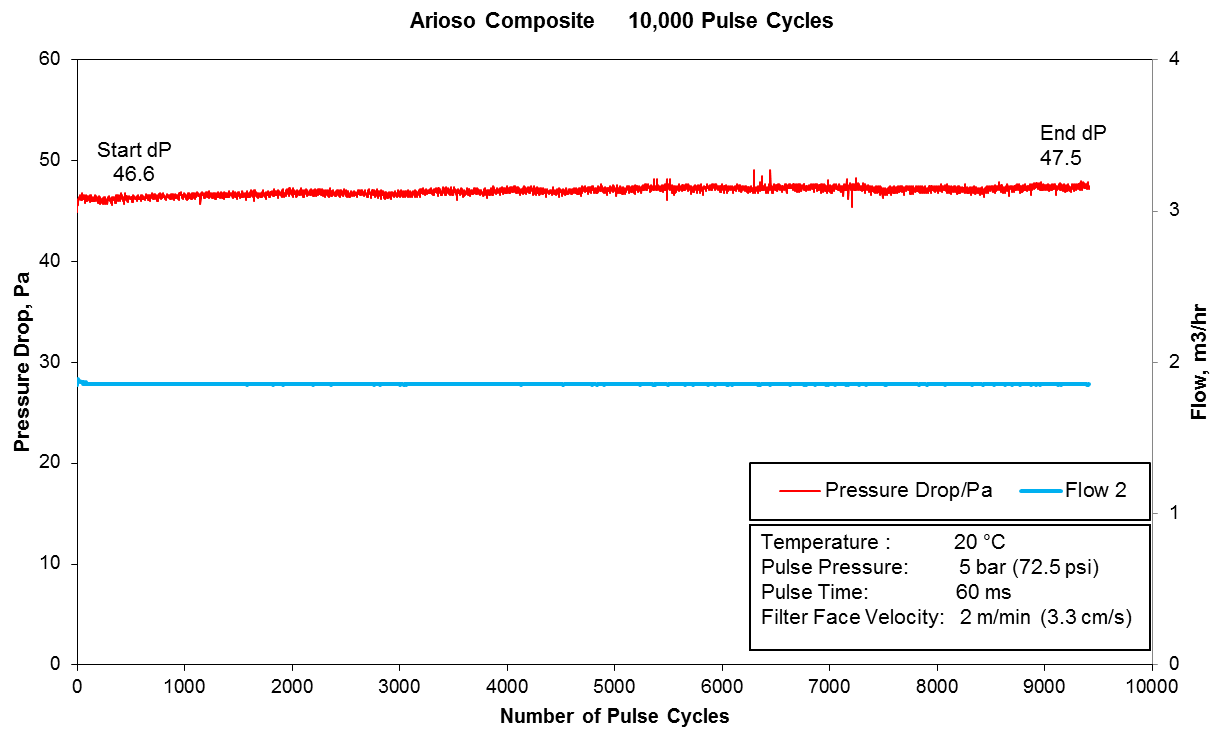 Arioso Composite 10,000 Pulse Cycles
60
50
40
30
20
10
0
Pressure Drop, Pa
Start dP
46.6
End dP
47.5
4
3
2
1
0
Flow, m3/hr
Pressure Drop/Pa Flow 2
Temperature : 20 °C
Pulse Pressure: 5 bar (72.5 psi)
Pulse Time: 60 ms
Filter Face Velocity: 2 m/min (3.3 cm/s)
0 1000 2000 3000 4000 5000 6000 7000 8000 9000 10000
Number of Pulse Cycles